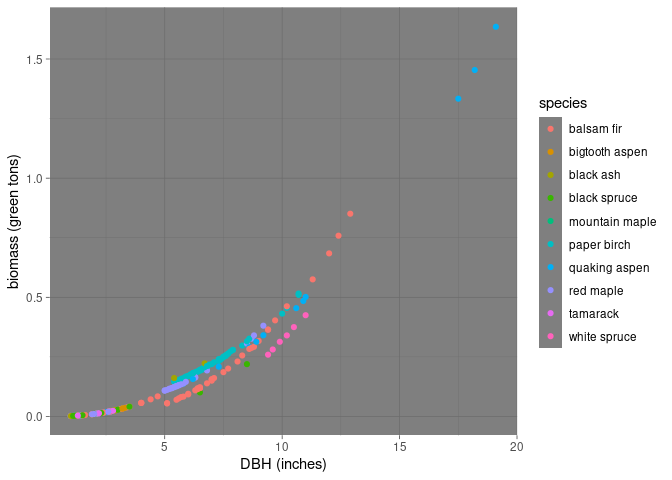 1.5
1.0
0.5
0.0
biomass (green tons)
5
10
15
20
DBH (inches)
species
balsam fir
bigtooth aspen
black ash
black spruce
mountain maple
paper birch
quaking aspen
red maple
tamarack
white spruce